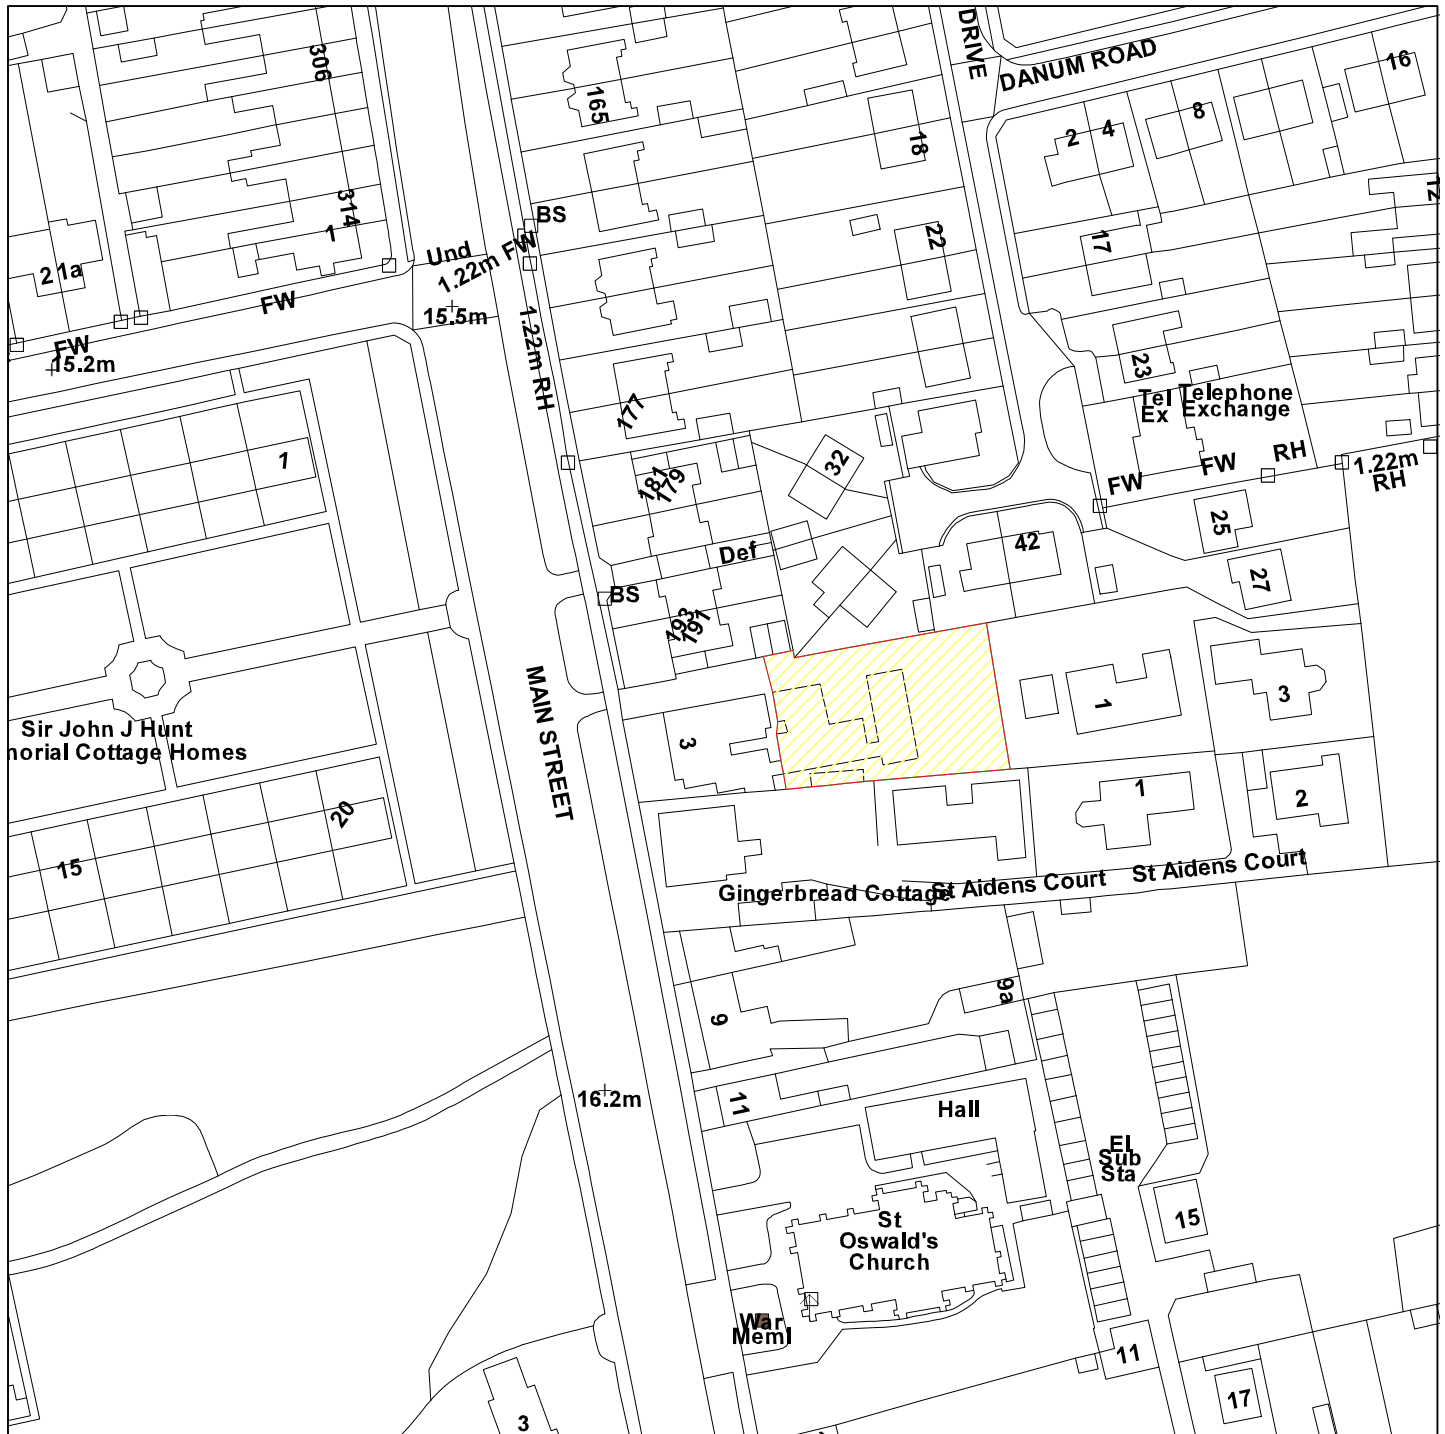 DRIVE
DANUM ROAD
306
165
16
8
4
2
18
12
314
1
BS
22
17
Und
1.22m FW
2 1a
FW
15.5m
1.22m RH
FW
15.2m
23
Tel
Ex
Telephone
Exchange
177
1
32
181
179
FW
FW
RH
1.22m
RH
25
Def
42
27
BS
193
191
MAIN STREET
Sir John J Hunt
morial Cottage Homes
3
1
3
20
15
1
2
Gingerbread Cottage
St Aidens Court
St Aidens Court
9
9a
16.2m
11
Hall
El
Sub
Sta
15
St
Oswald's
Church
War
Meml
11
17
3